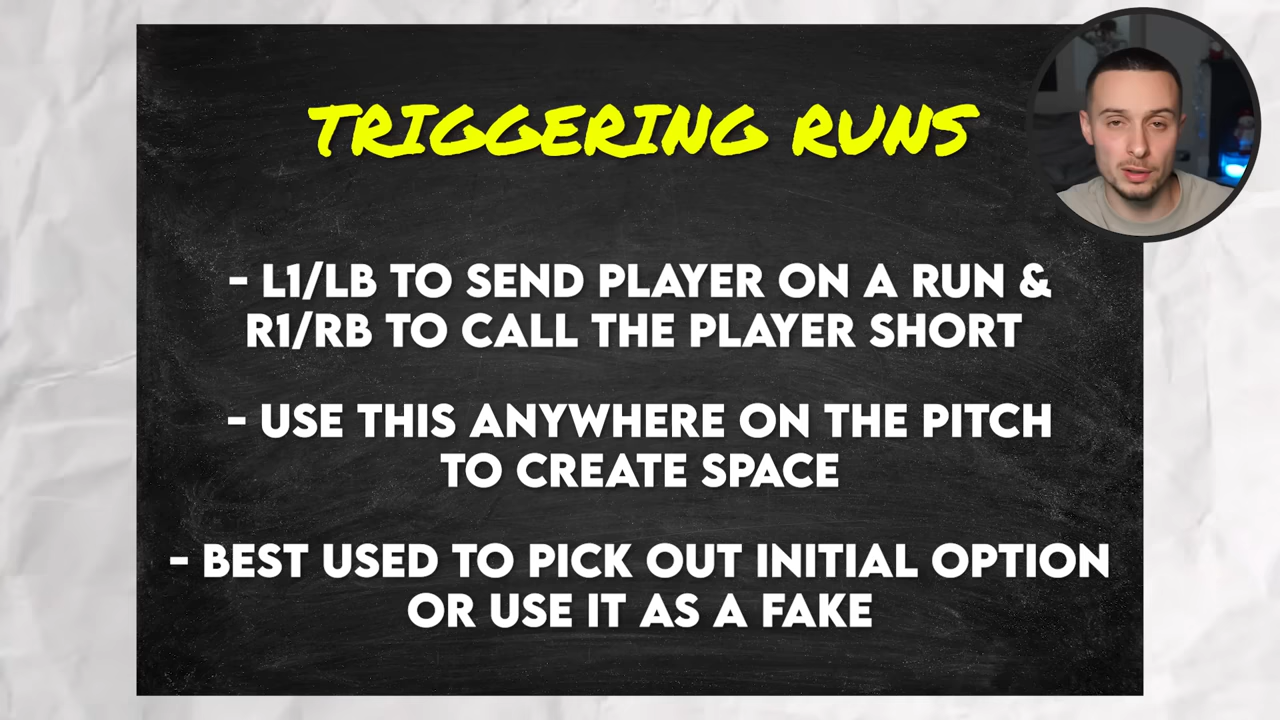 TRIGGERING RUNS
- L1/LB TO SEND PLAYER ON A RUN &
R1/RB TO CALL THE PLAYER SHORT
- USE THIS ANYWHERE ON THE PITCH
TO CREATE SPACE
- BEST USED TO PICK OUT INITIAL OPTION
OR USE IT AS A FAKE